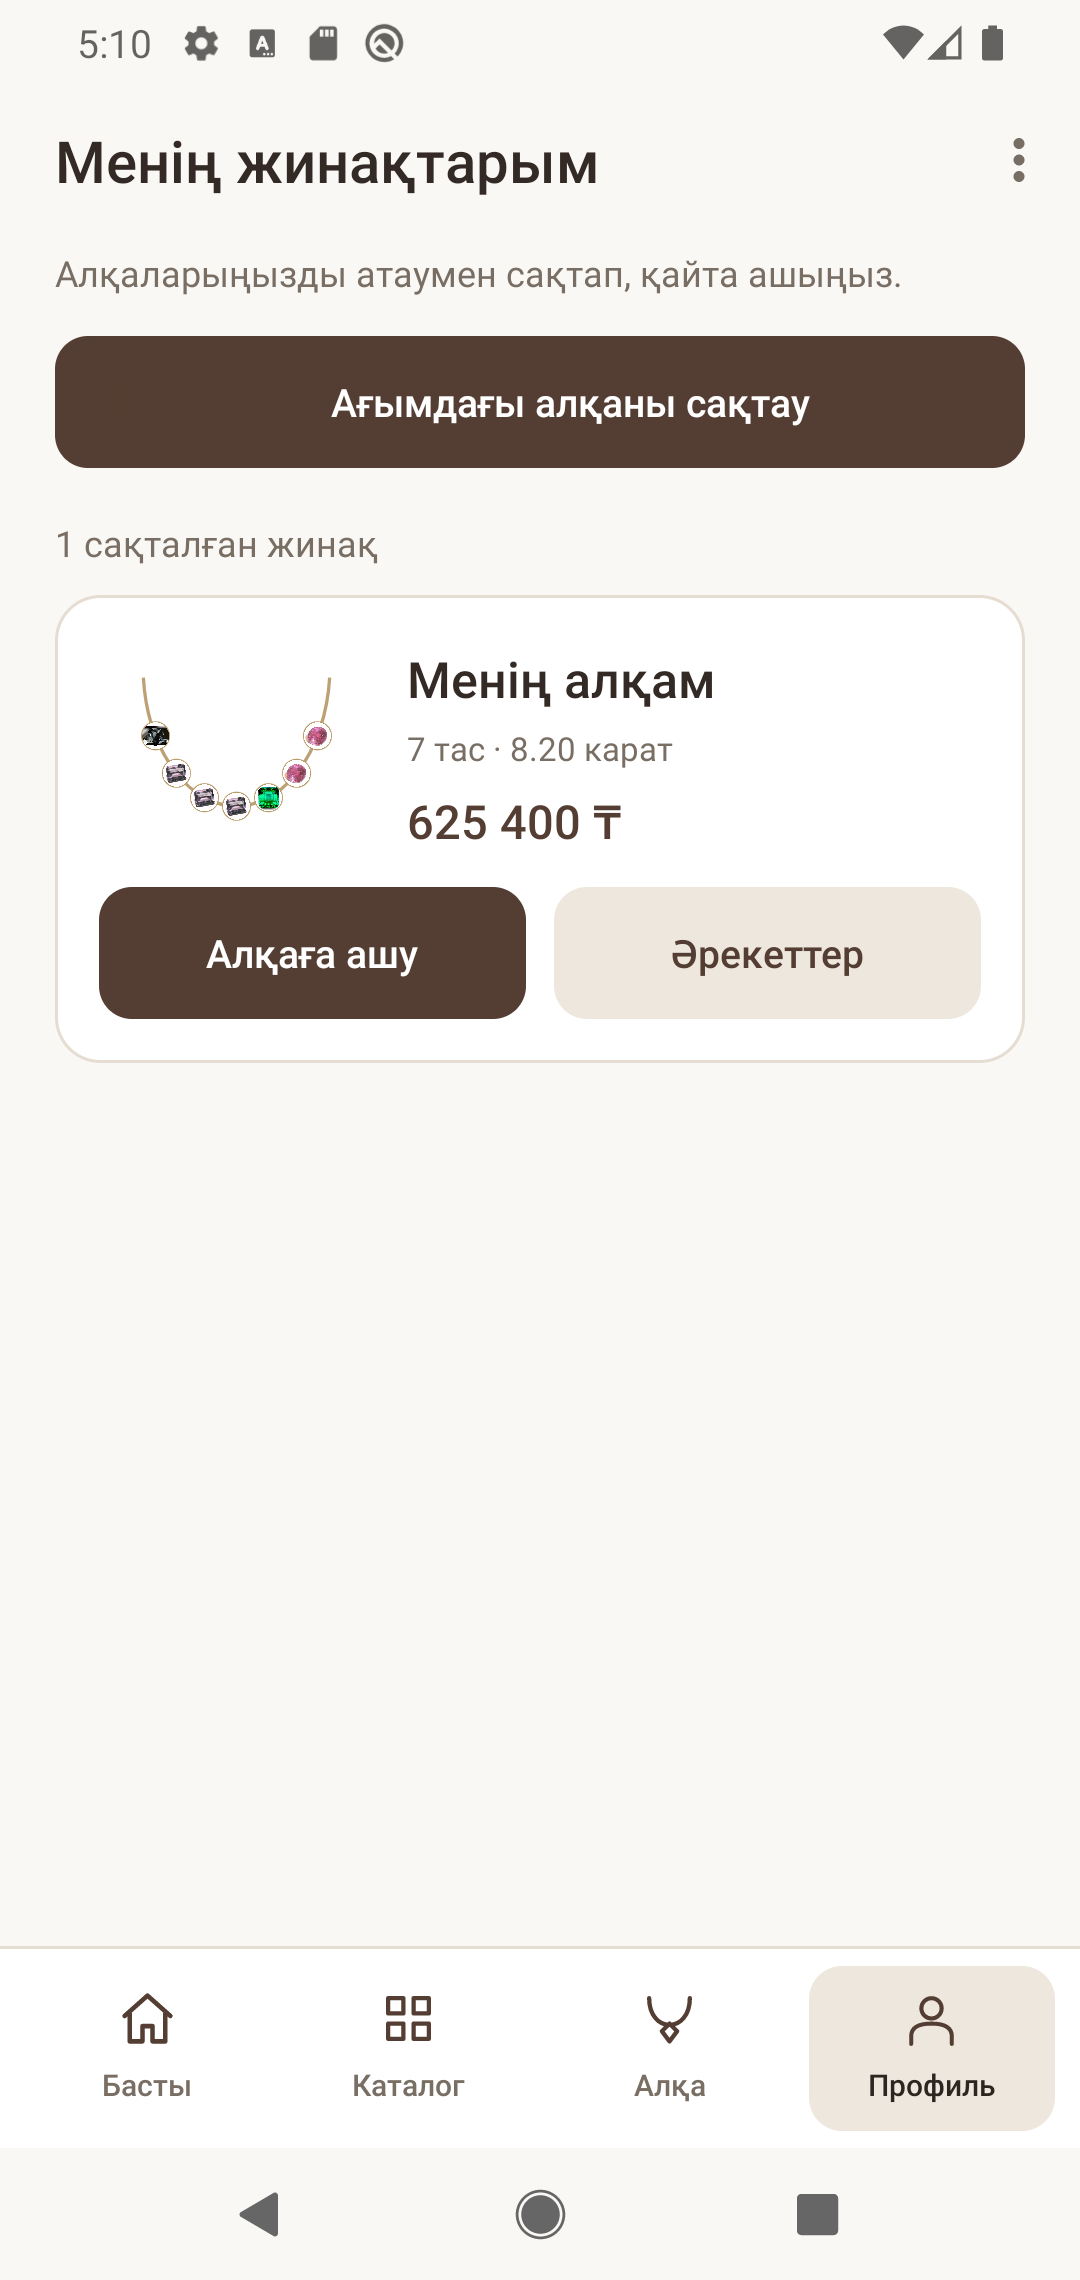 5:10
Менің жинақтарым
Алқаларыңызды атаумен сақтап, қайта ашыңыз.
Ағымдағы алқаны сақтау
1 сақталған жинақ
Менің алқам
7 тас · 8.20 карат
625 400 ₸
Алқаға ашу
Әрекеттер
Басты
Каталог
Алқа
Профиль